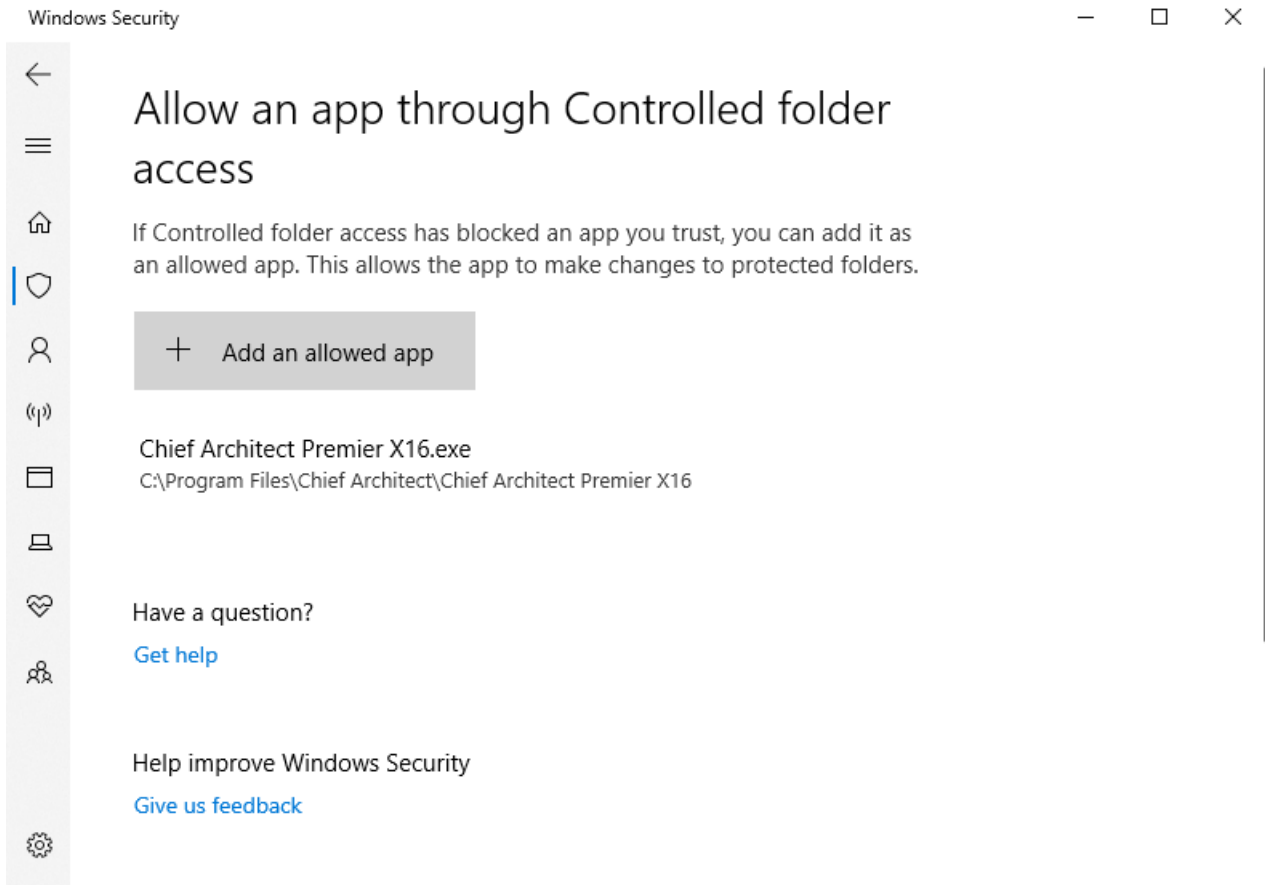 Windows Security
Allow an app through Controlled folder
access
If Controlled folder access has blocked an app you trust, you can add it as
an allowed app. This allows the app to make changes to protected folders.
Add an allowed app
Chief Architect Premier X16.exe
C:\Program Files\Chief Architect\Chief Architect Premier X16
Have a question?
Get help
Help improve Windows Security
Give us feedback